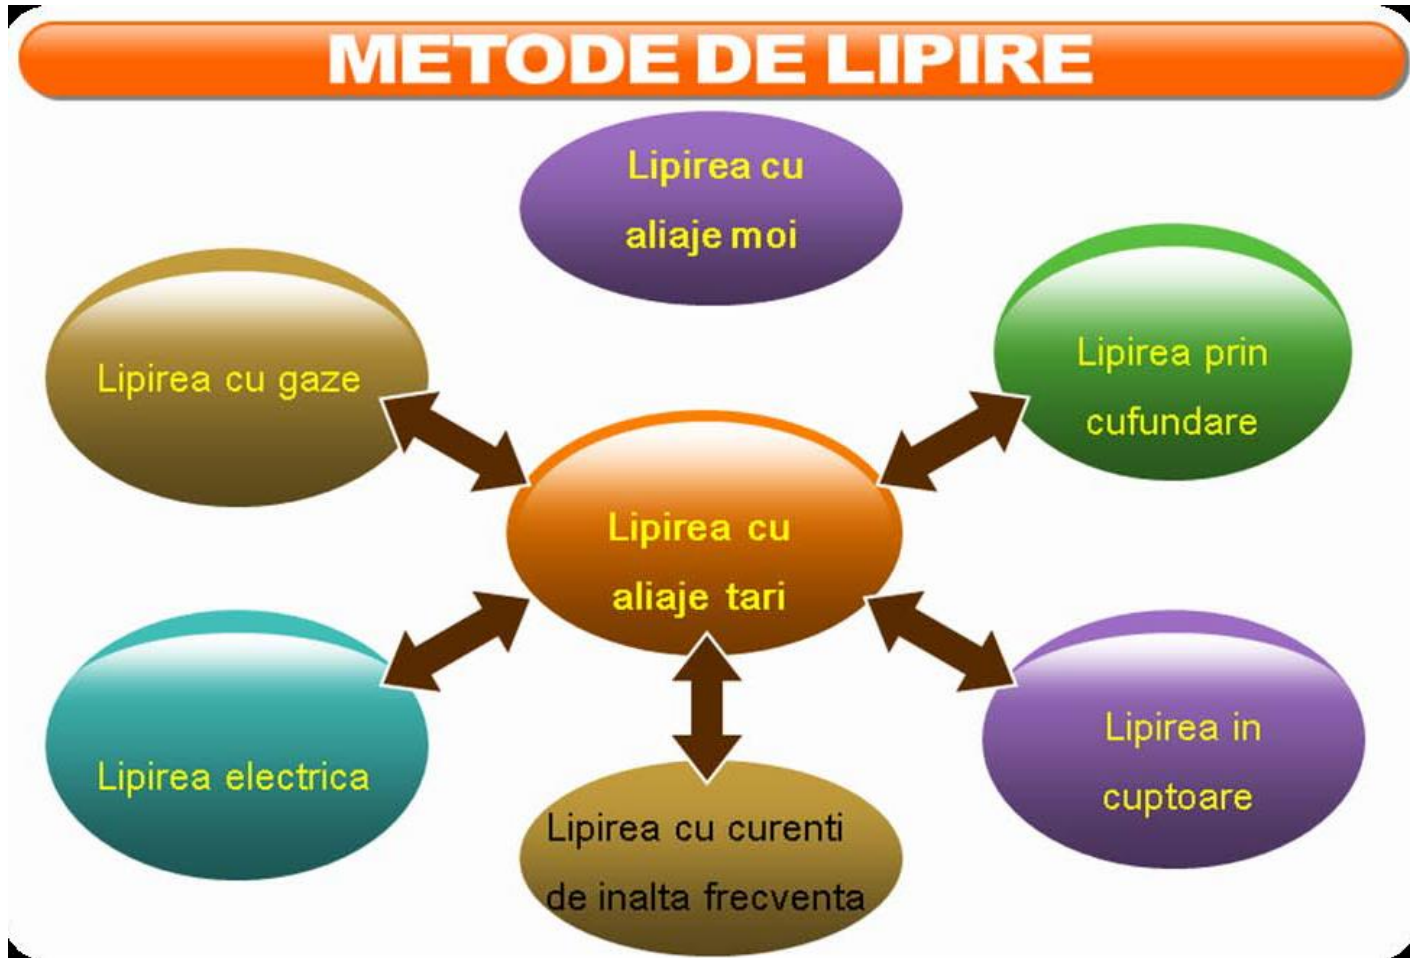 METODE DE LIPIRE
Lipirea cu
aliaje moi
Lipirea cu gaze
Lipirea prin
cufundare
Lipirea cu
aliaje tari
Lipirea electrica
Lipirea in
cuptoare
Lipirea cu curenti
de inalta frecventa